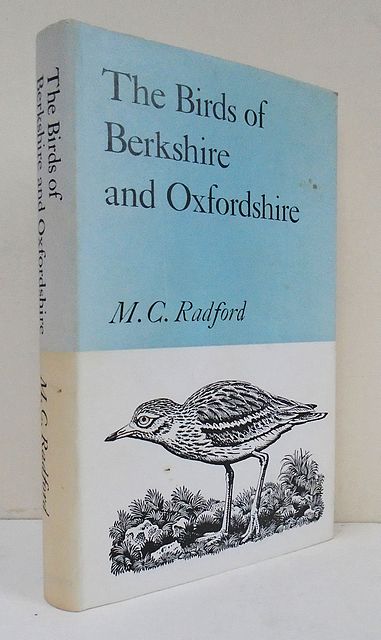 The Birds of
Berkshire
and Oxfordshire
M. C. Radford
The Birds of
Berkshire and Oxfordshire
M. C. Radford